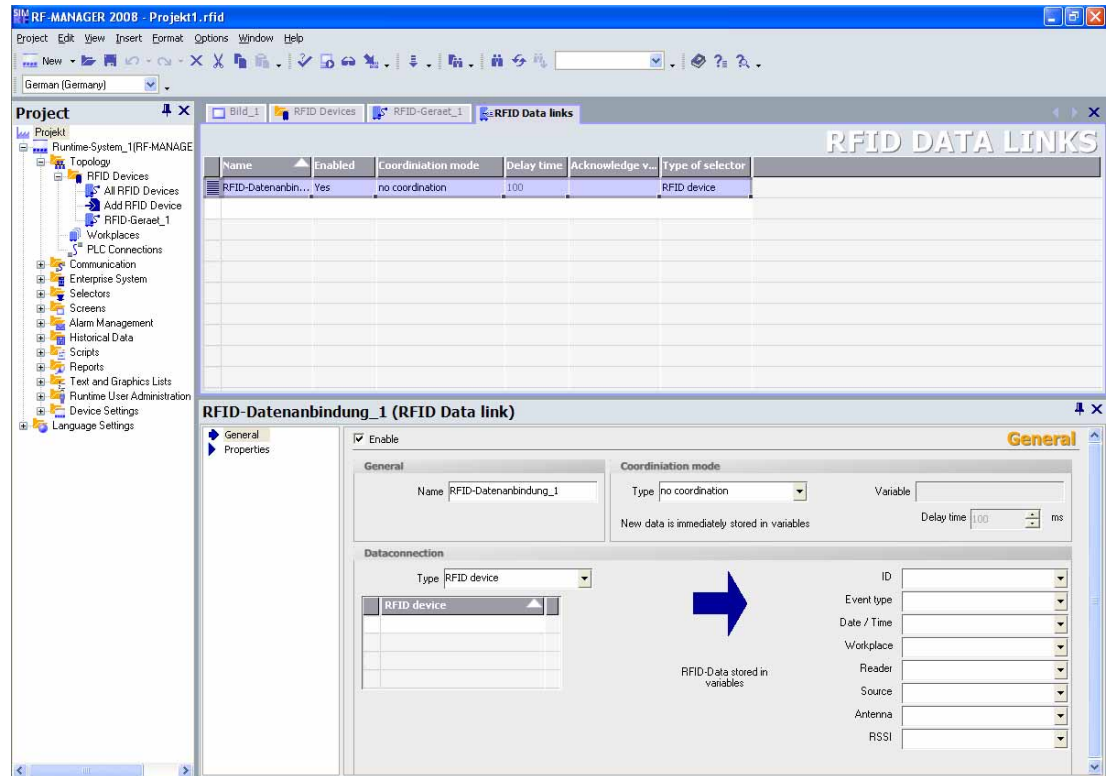 RF-MANAGER 2008 - Projekt1.rfid
Project Edit View Insert Format Options Window Help
New
German (Germany)
Project
Projekt
Runtime-System_1(RF-MANAGE
Topology
RFID Devices
All RFID Devices
Add RFID Device
RFID-Geraet_1
Workplaces
PLC Connections
Communication
Enterprise System
Selectors
Screens
Alarm Management
Historical Data
Scripts
Reports
Text and Graphics Lists
Runtime User Administration
Device Settings
Language Settings
Bild_1 RFID Devices RFID-Geraet_1 RFID Data links
RFID DATA LINKS
Name Enabled Coordiniation mode Delay time Acknowledge v... Type of selector
RFID-Datenanbin... Yes no coordination 100 RFID device
RFID-Datenanbindung_1 (RFID Data link)
General
Properties
Enable
General
General
Name RFID-Datenanbindung_1
Coordiniation mode
Type no coordination
Variable
New data is immediately stored in variables
Delay time 100 ms
Dataconnection
Type RFID device
RFID device
RFID-Data stored in
variables
ID
Event type
Date / Time
Workplace
Reader
Source
Antenna
RSSI